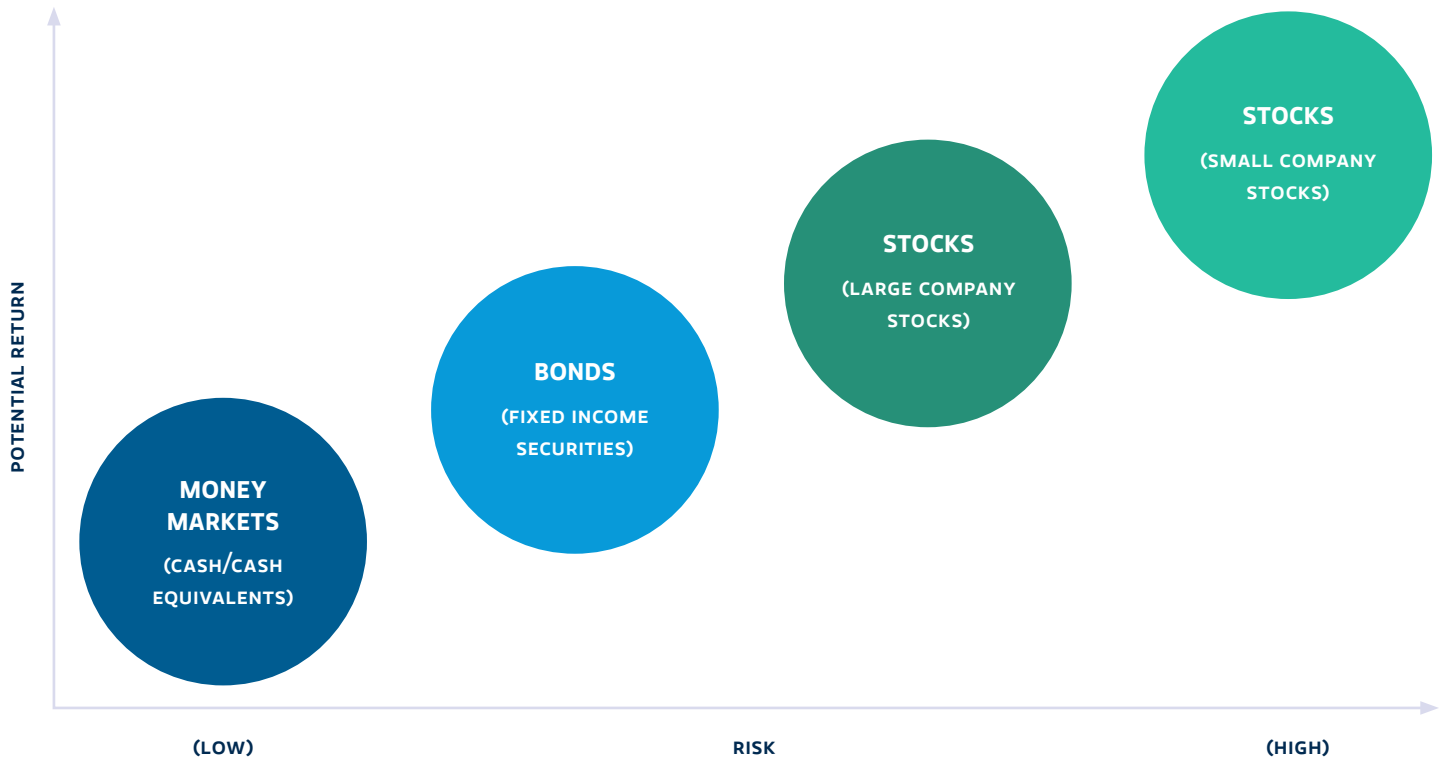 POTENTIAL RETURN
MONEY
MARKETS
(CASH/CASH
EQUIVALENTS)
BONDS
(FIXED INCOME
SECURITIES)
STOCKS
(LARGE COMPANY
STOCKS)
STOCKS
(SMALL COMPANY
STOCKS)
(LOW)
RISK
(HIGH)